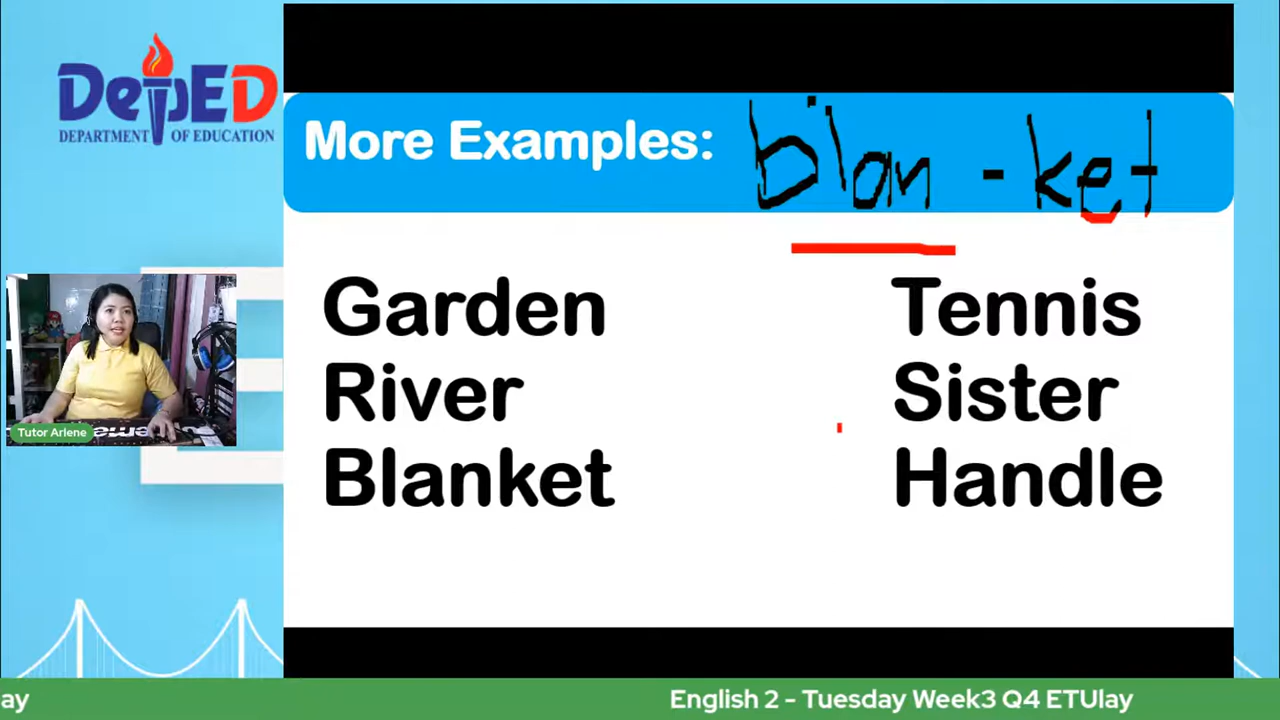 DepED
DEPARTMENT OF EDUCATION
More Examples:
blan - ket
Garden
Tennis
River
Sister
Blanket
Handle
Tutor Arlene
ay
English 2 - Tuesday Week3 Q4 ETUlay